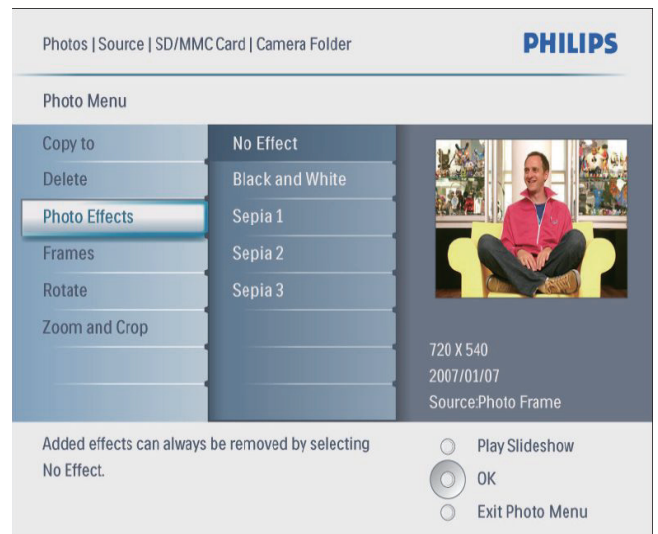 Photos | Source | SD/MMC Card | Camera Folder
PHILIPS
Photo Menu
Copy to
Delete
Photo Effects
Frames
Rotate
Zoom and Crop
No Effect
Black and White
Sepia 1
Sepia 2
Sepia 3
720 X 540
2007/01/07
Source:Photo Frame
Added effects can always be removed by selecting
No Effect.
Play Slideshow
OK
Exit Photo Menu